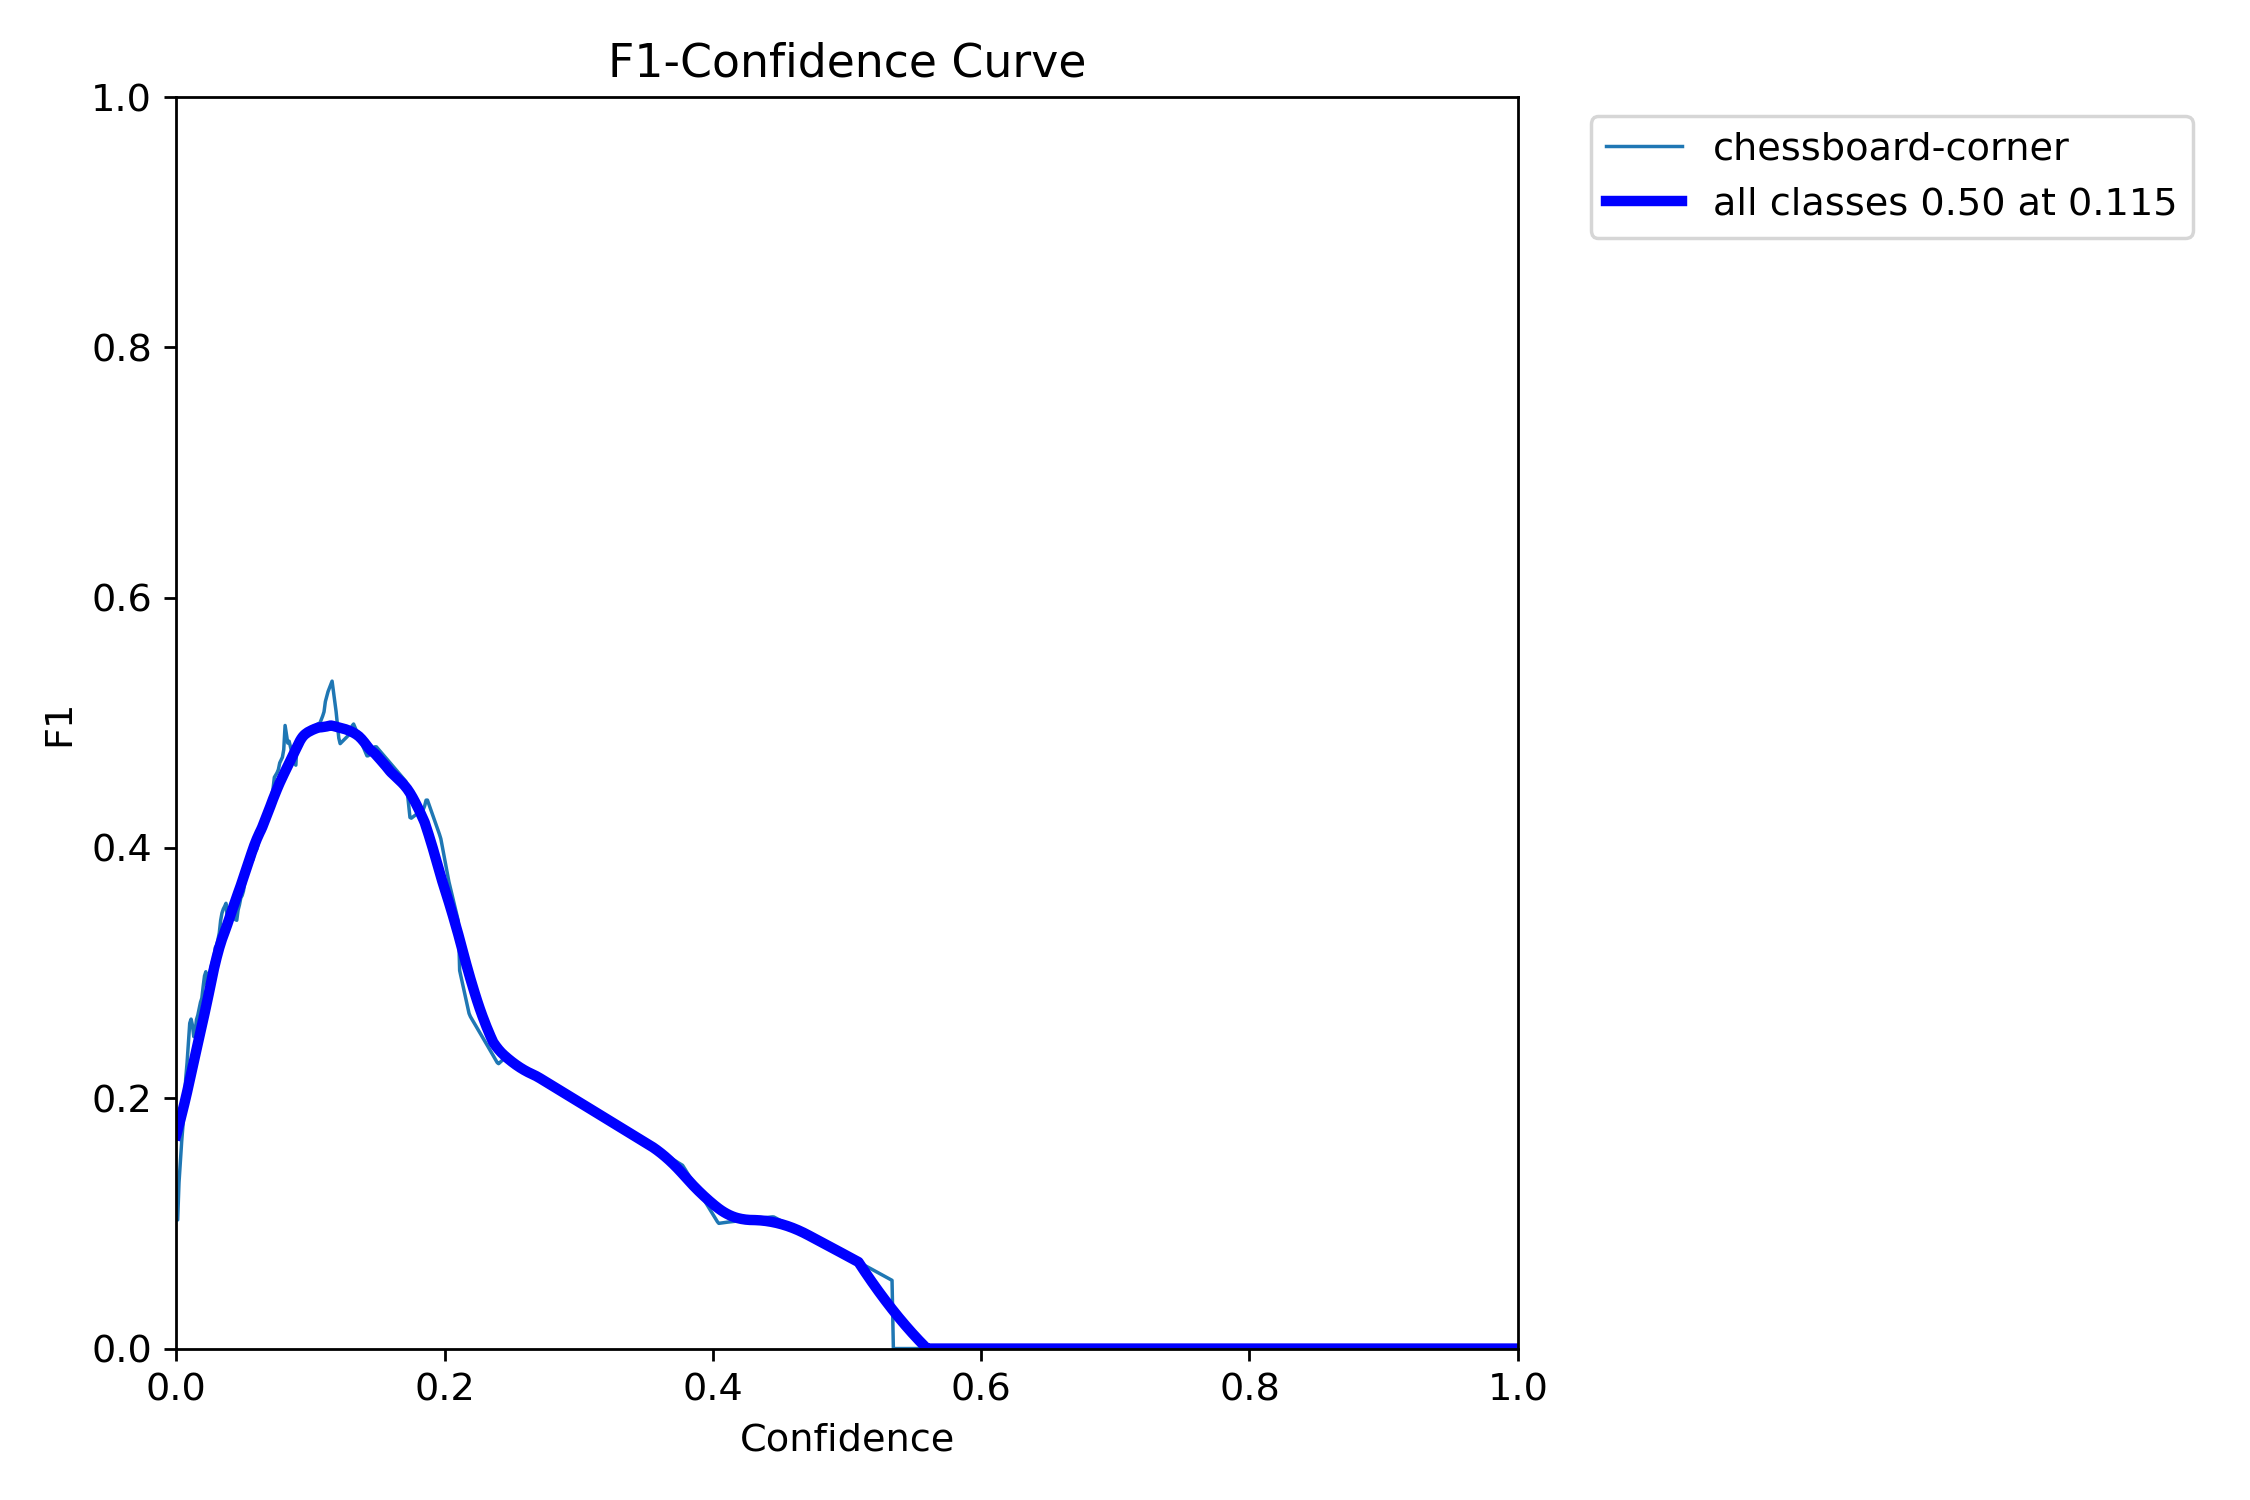 F1-Confidence Curve
chessboard-corner
all classes 0.50 at 0.115
F1
1.0
0.8
0.6
0.4
0.2
0.0
0.0 0.2 0.4 0.6 0.8 1.0
Confidence